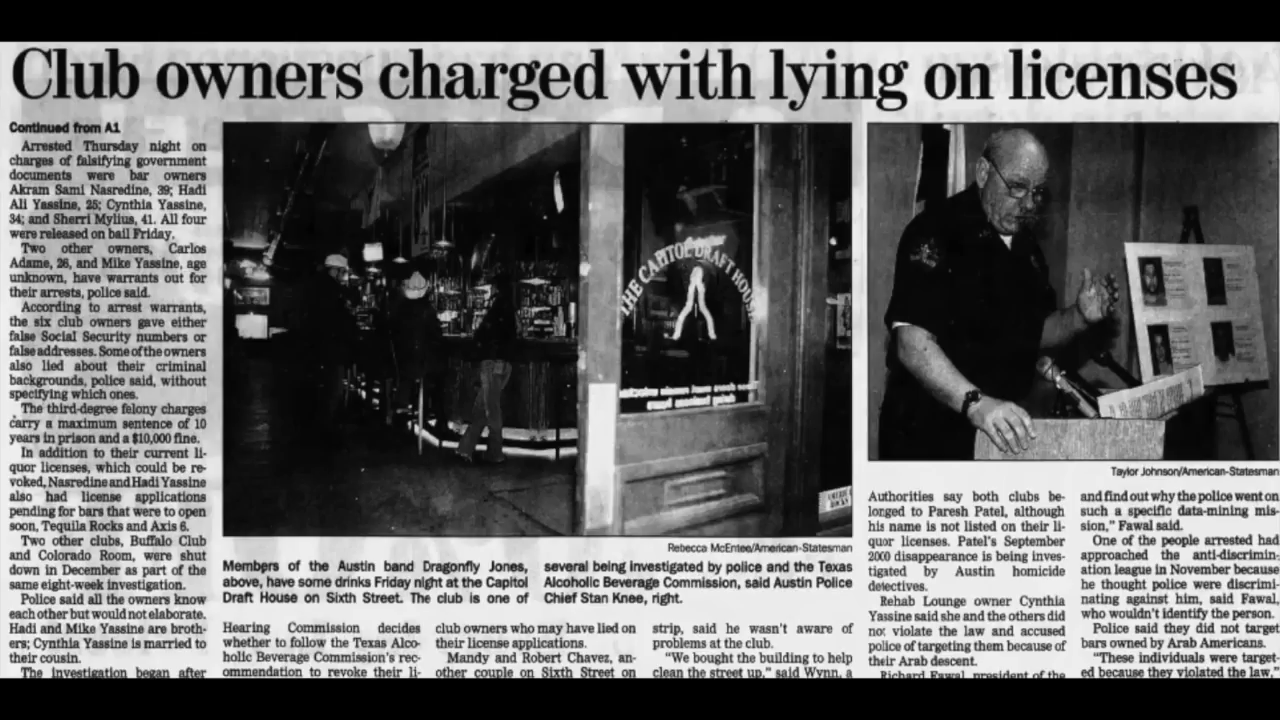 Club owners charged with lying on licenses
Continued from A1
Arrested Thursday night on
charges of falsifying government
documents were bar owners
Akram Sami Nasredine, 39; Hadi
Ali Yassine, 25; Cynthia Yassine,
34; and Sherri Mylius, 41. All four
were released on bail Friday.
Two other owners, Carlos
Adame, 26, and Mike Yassine, age
unknown, have warrants out for
their arrests, police said.
According to arrest warrants,
the six club owners gave either
false Social Security numbers or
false addresses. Some of the owners
also lied about their criminal
backgrounds, police said, without
specifying which ones.
The third-degree felony charges
carry a maximum sentence of 10
years in prison and a $10,000 fine.
In addition to their current li-
quor licenses, which could be re-
voked, Nasredine and Hadi Yassine
also had license applications
pending for bars that were to open
soon, Tequila Rocks and Axis 6.
Two other clubs, Buffalo Club
and Colorado Room, were shut
down in December as part of the
same eight-week investigation.
Police said all the owners know
each other but would not elaborate.
Hadi and Mike Yassine are broth-
ers; Cynthia Yassine is married to
their cousin.
The investigation began after
THE CAPITOL DRAFT HOUSE
Rebecca McEntee/American-Statesman
Members of the Austin band Dragonfly Jones,
above, have some drinks Friday night at the Capitol
Draft House on Sixth Street. The club is one of
several being investigated by police and the Texas
Alcoholic Beverage Commission, said Austin Police
Chief Stan Knee, right.
Hearing Commission decides
whether to follow the Texas Alco-
holic Beverage Commission's rec-
ommendation to revoke their li-
club owners who may have lied on
their license applications.
Mandy and Robert Chavez, an-
other couple on Sixth Street on
strip, said he wasn't aware of
problems at the club.
"We bought the building to help
clean the street up," said Wynn, a
Taylor Johnson/American-Statesman
Authorities say both clubs be-
longed to Paresh Patel, although
his name is not listed on their li-
quor licenses. Patel's September
2000 disappearance is being inves-
tigated by Austin homicide
detectives.
Rehab Lounge owner Cynthia
Yassine said she and the others did
not violate the law and accused
police of targeting them because of
their Arab descent.
Richard Fawal, president of the
and find out why the police went on
such a specific data-mining mis-
sion," Fawal said.
One of the people arrested had
approached the anti-discrimin-
ation league in November because
he thought police were discrimi-
nating against him, said Fawal,
who wouldn't identify the person.
Police said they did not target
bars owned by Arab Americans.
"These individuals were target-
ed because they violated the law,"